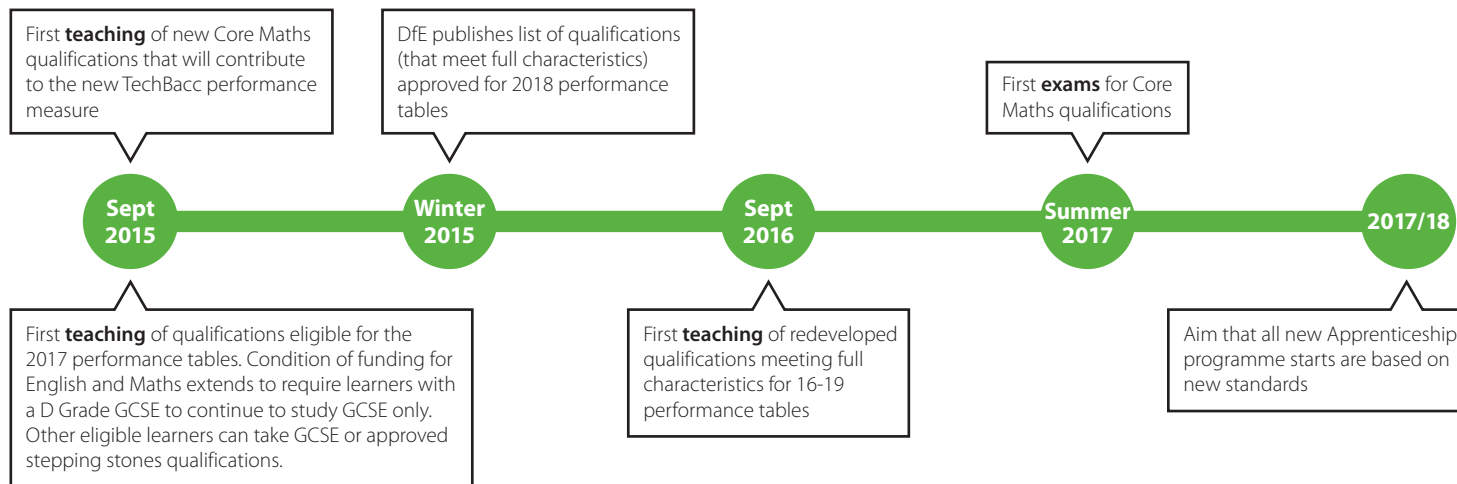 First teaching of new Core Maths
qualifications that will contribute
to the new TechBacc performance
measure
DfE publishes list of qualifications
(that meet full characteristics)
approved for 2018 performance
tables
First exams for Core
Maths qualifications
Sept
2015
Winter
2015
Sept
2016
Summer
2017
2017/18
First teaching of qualifications eligible for the
2017 performance tables. Condition of funding for
English and Maths extends to require learners with
a D Grade GCSE to continue to study GCSE only.
Other eligible learners can take GCSE or approved
stepping stones qualifications.
First teaching of redeveloped
qualifications meeting full
characteristics for 16-19
performance tables
Aim that all new Apprenticeship
programme starts are based on
new standards